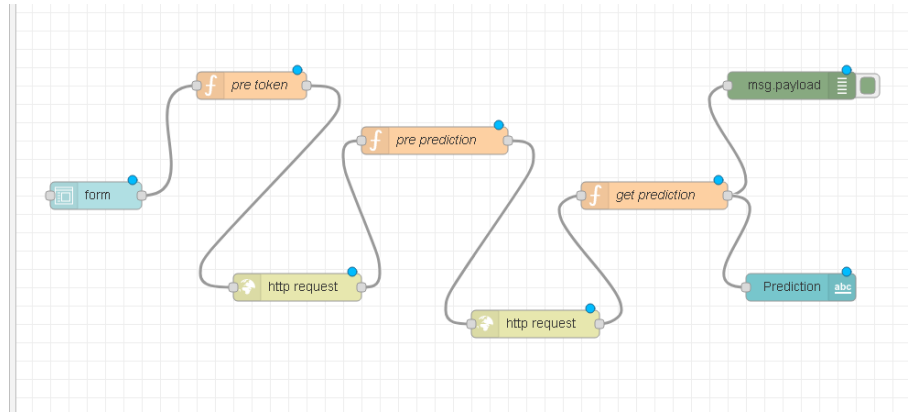 form
pre token
http request
pre prediction
http request
get prediction
msg.payload
Prediction
abc